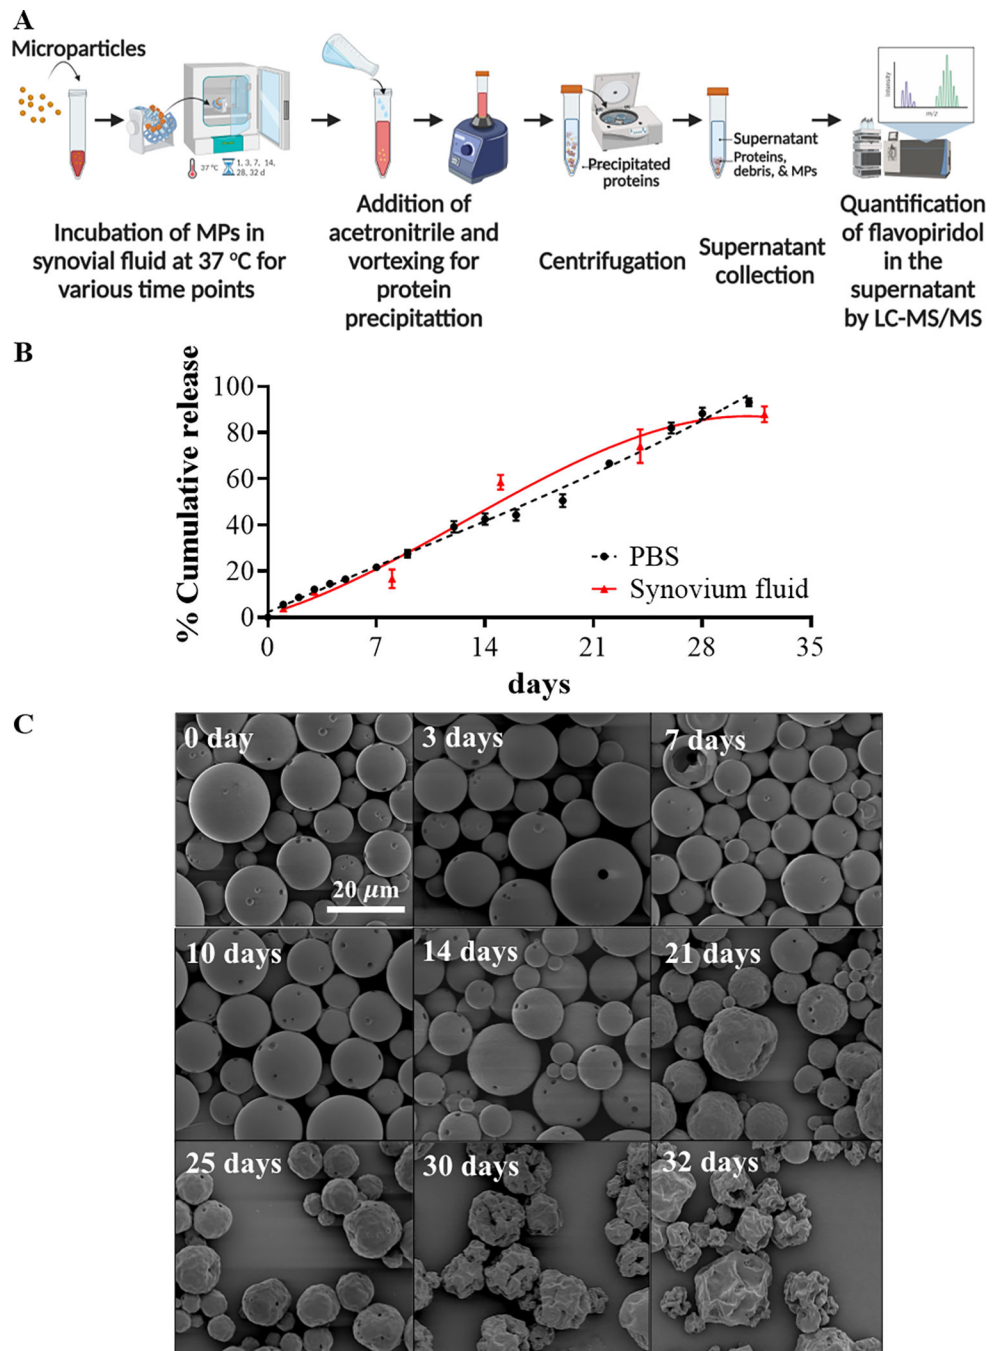 A
Microparticles
37 ºC
1, 3, 7, 14,
28, 32 d
Precipitated
proteins
Supernatant
Proteins,
debris, & MPs
Intensity
m/z
Incubation of MPs in
synovial fluid at 37 ºC for
various time points
Addition of
acetronitrile and
vortexing for
protein
precipitattion
Centrifugation
Supernatant
collection
Quantification
of flavopiridol
in the
supernatant
by LC-MS/MS
B
% Cumulative release
100
80
60
40
20
0
0 7 14 21 28 35
days
PBS
Synovium fluid
C
0 day
3 days
7 days
20 µm
10 days
14 days
21 days
25 days
30 days
32 days